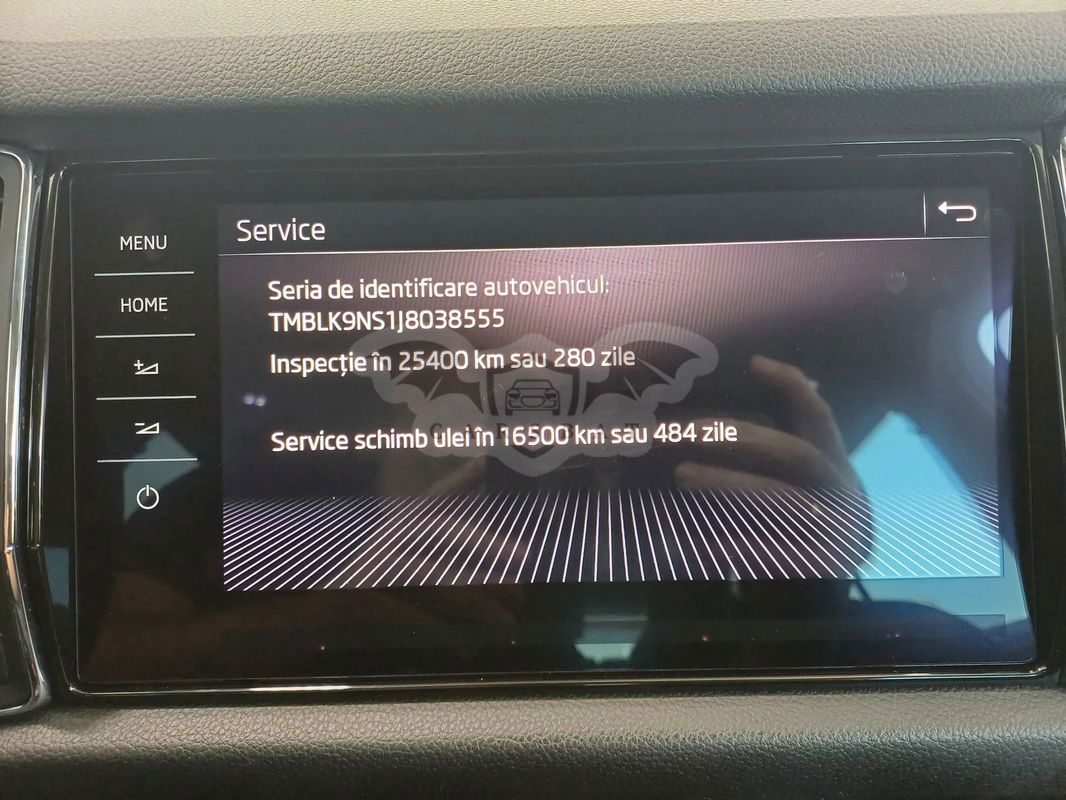 Service
MENU
HOME
Seria de identificare autovehicul:
TMBLK9NS1J8038555
Inspecție în 25400 km sau 280 zile
Service schimb ulei în 16500 km sau 484 zile